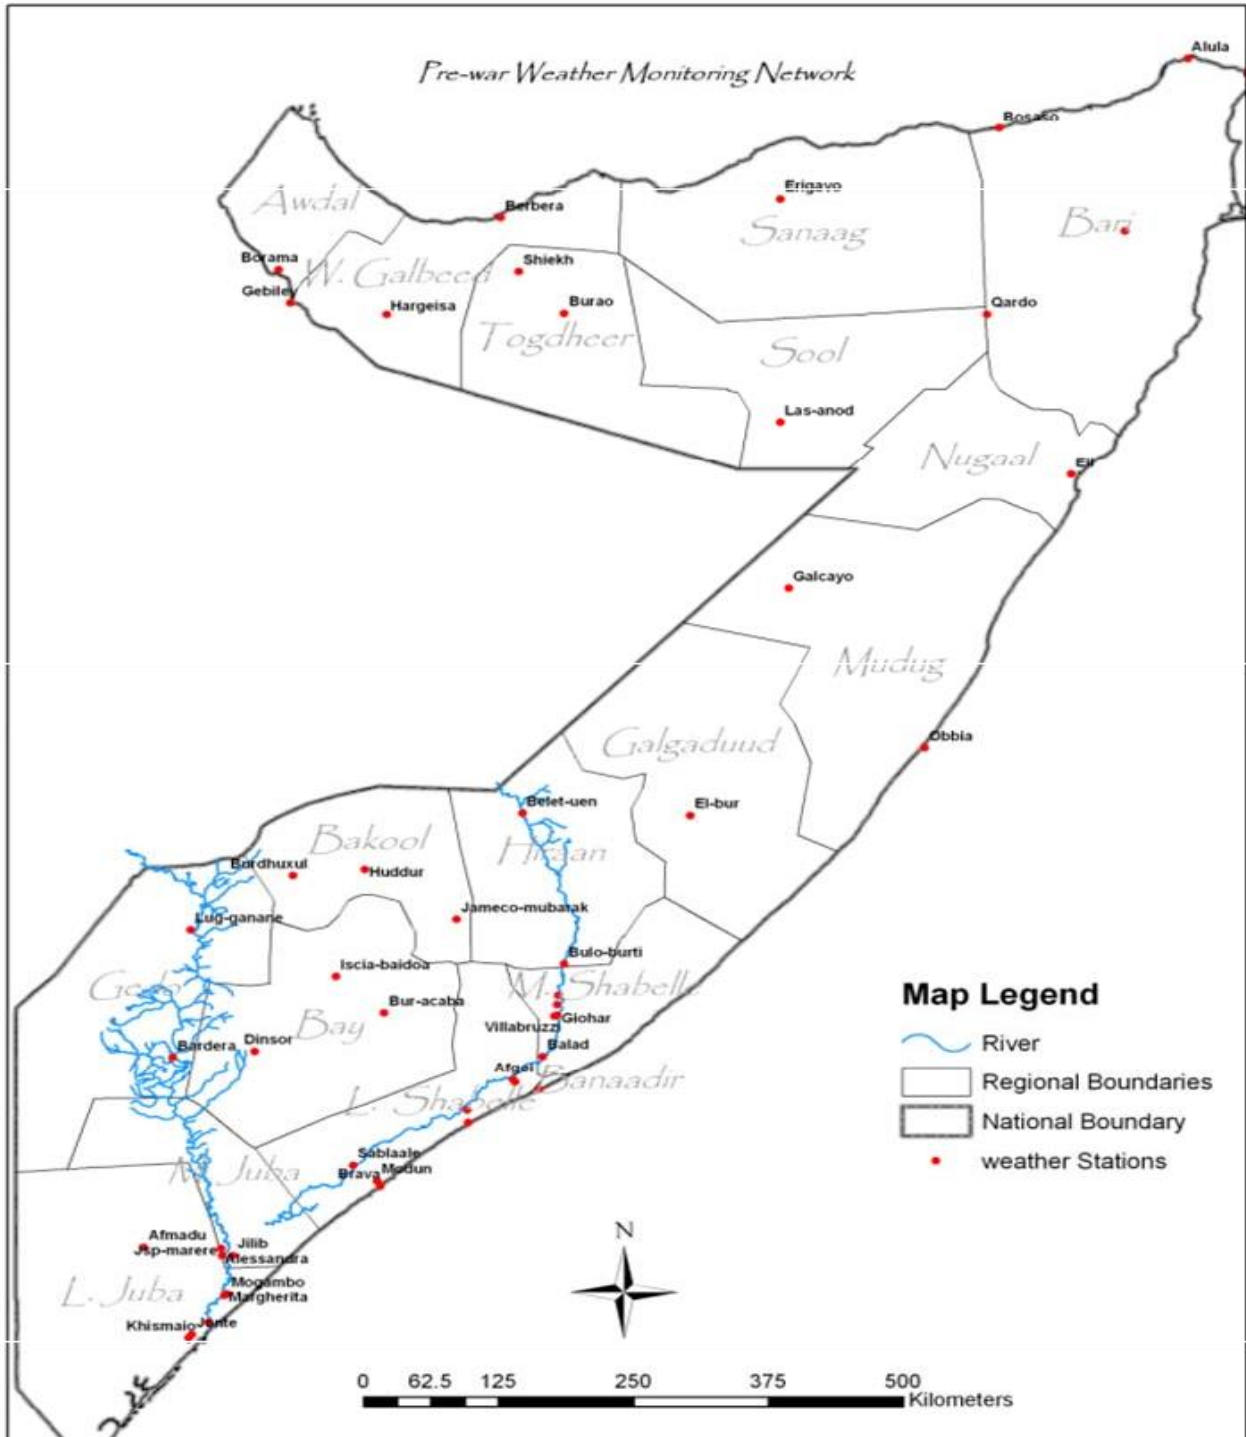 Pre-war Weather Monitoring Network
Alula
Bosaso
Erigavo
Awdal
Berbera
Sanaag
Bari
Borama
Shiekh
W. Galbeed
Gebiley
Hargeisa
Burao
Qardo
Togdheer
Sool
Las-anod
Nugaal
Eil
Galcayo
Mudug
Obbia
Galgaduud
Belet-uen
El-bur
Bakool
Hiraan
Burdhuxul
Huddur
Lug-ganane
Jameco-mubarak
Bulo-burti
Iscia-baidoa
Gedo
M. Shabelle
Bur-acaba
Bay
Villabruzzi
Giohar
Bardera
Dinsor
Balad
Afgoi
Banaadir
L. Shabelle
Sablaale
M. Juba
Brava
Modun
Afmadu
Jilib
Jsp-marere
Alessandra
L. Juba
Mogambo
Margherita
Khismaio
Jonte
Map Legend
River
Regional Boundaries
National Boundary
weather Stations
N
0 62.5 125 250 375 500
Kilometers